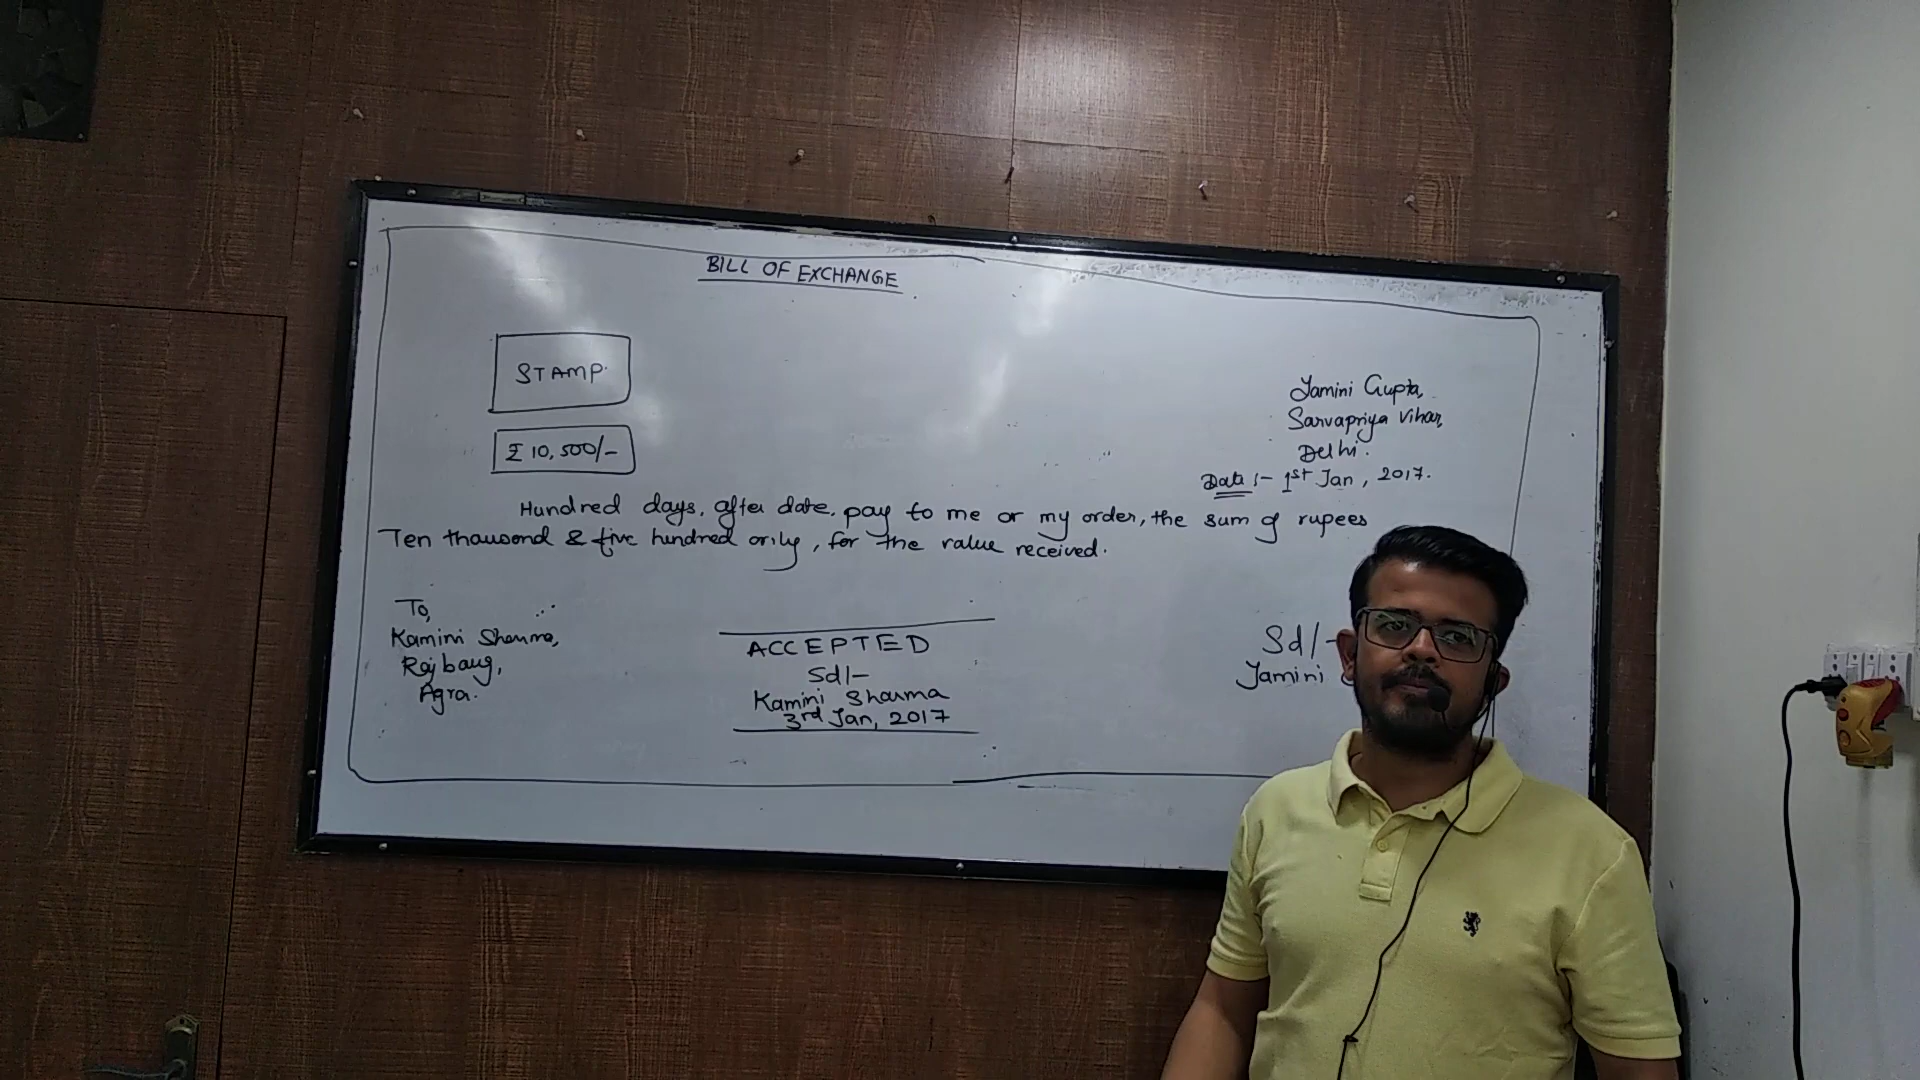 BILL OF EXCHANGE
STAMP
₹ 10,500/-
Yamini Gupta,
Sarvapriya Vihar,
Delhi.
Date :- 1st Jan, 2017.
Hundred days, after date, pay to me or my order, the sum of rupees
Ten thousand & five hundred only, for the value received.
To,
Kamini Sharma,
Rajbaug,
Agra.
ACCEPTED
Sd/-
Kamini Sharma
3rd Jan, 2017
Sd/-
Yamini